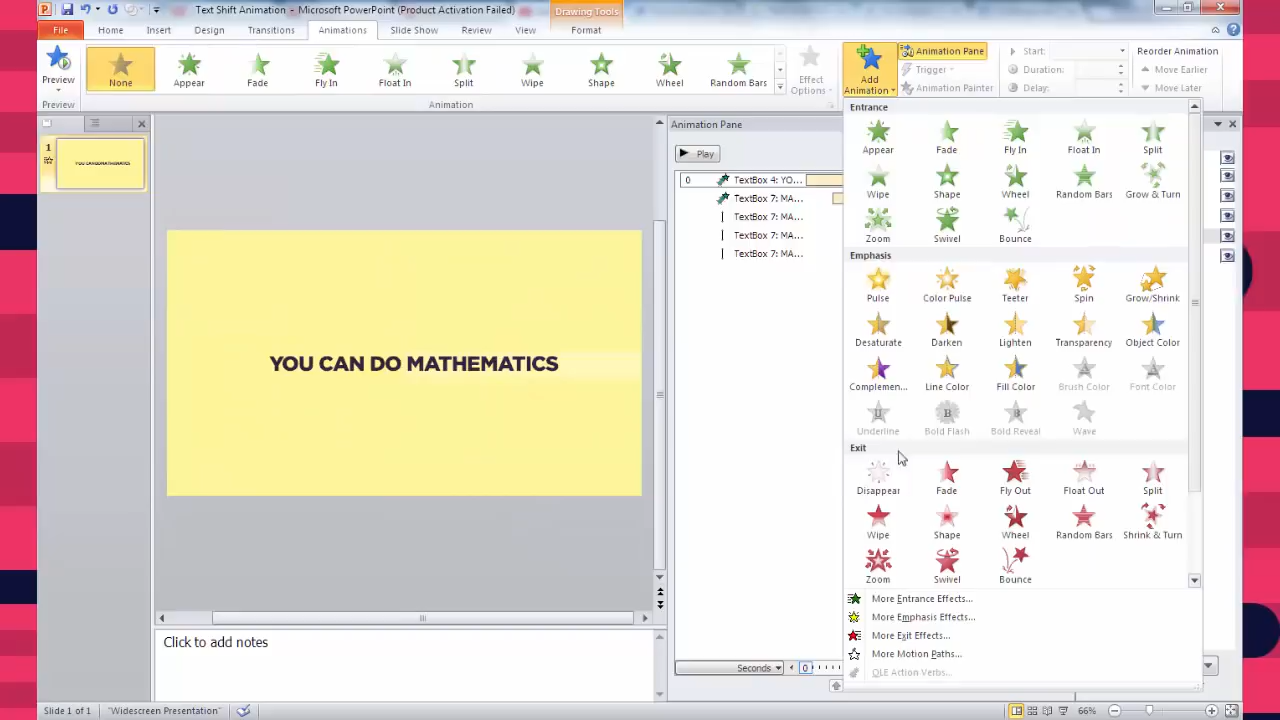 Text Shift Animation - Microsoft PowerPoint (Product Activation Failed)
Drawing Tools
File Home Insert Design Transitions Animations Slide Show Review View Format
Preview
None Appear Fade Fly In Float In Split Wipe Shape Wheel Random Bars
Effect Options
Add Animation
Animation Pane
Trigger
Animation Painter
Start:
Duration:
Delay:
Reorder Animation
Move Earlier
Move Later
Preview
Animation
1
YOU CAN DO MATHEMATICS
YOU CAN DO MATHEMATICS
Click to add notes
Animation Pane
Play
0 TextBox 4: YO...
TextBox 7: MA...
TextBox 7: MA...
TextBox 7: MA...
TextBox 7: MA...
Seconds 0
Entrance
Appear Fade Fly In Float In Split
Wipe Shape Wheel Random Bars Grow & Turn
Zoom Swivel Bounce
Emphasis
Pulse Color Pulse Teeter Spin Grow/Shrink
Desaturate Darken Lighten Transparency Object Color
Complemen... Line Color Fill Color Brush Color Font Color
Underline Bold Flash Bold Reveal Wave
Exit
Disappear Fade Fly Out Float Out Split
Wipe Shape Wheel Random Bars Shrink & Turn
Zoom Swivel Bounce
More Entrance Effects...
More Emphasis Effects...
More Exit Effects...
More Motion Paths...
OLE Action Verbs...
Slide 1 of 1 "Widescreen Presentation" 66%